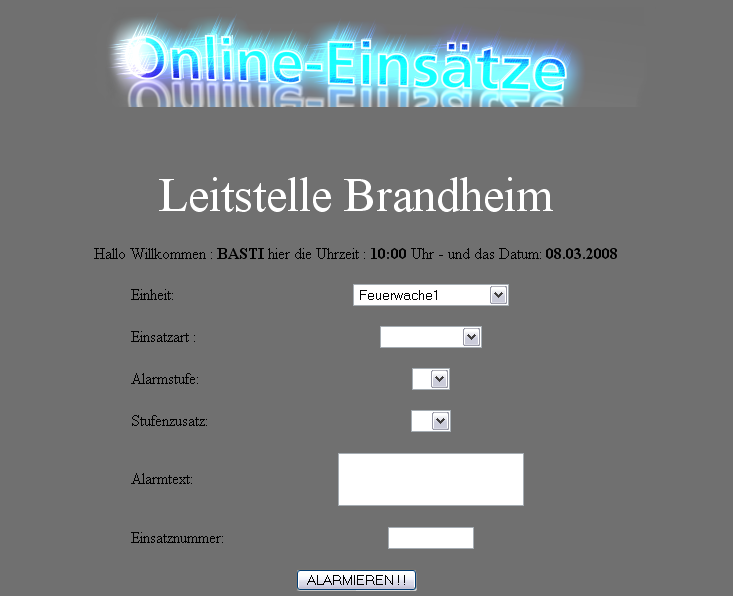 Online-Einsätze
Leitstelle Brandheim
Hallo Willkommen : BASTI hier die Uhrzeit : 10:00 Uhr - und das Datum: 08.03.2008
Einheit: Feuerwache1
Einsatzart :
Alarmstufe:
Stufenzusatz:
Alarmtext:
Einsatznummer:
ALARMIEREN ! !